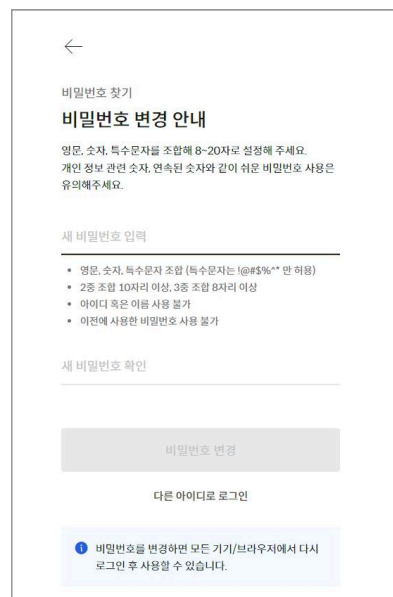 비밀번호 찾기
비밀번호 변경 안내
영문, 숫자, 특수문자를 조합해 8~20자로 설정해 주세요.
개인 정보 관련 숫자, 연속된 숫자와 같이 쉬운 비밀번호 사용은
유의해주세요.
새 비밀번호 입력
• 영문, 숫자, 특수문자 조합 (특수문자는 !@#$%^* 만 허용)
• 2종 조합 10자리 이상, 3종 조합 8자리 이상
• 아이디 혹은 이름 사용 불가
• 이전에 사용한 비밀번호 사용 불가
새 비밀번호 확인
비밀번호 변경
다른 아이디로 로그인
비밀번호를 변경하면 모든 기기/브라우저에서 다시
로그인 후 사용할 수 있습니다.